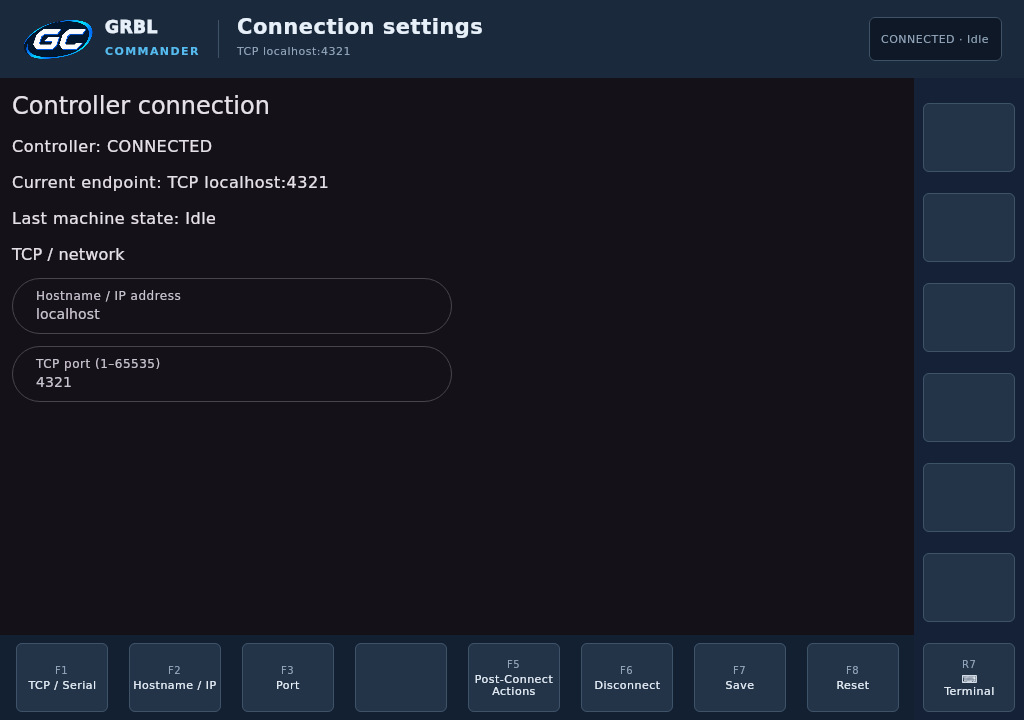 GC
GRBL
COMMANDER
Connection settings
TCP localhost:4321
CONNECTED · Idle
Controller connection
Controller: CONNECTED
Current endpoint: TCP localhost:4321
Last machine state: Idle
TCP / network
Hostname / IP address
localhost
TCP port (1–65535)
4321
F1
TCP / Serial
F2
Hostname / IP
F3
Port
F5
Post-Connect
Actions
F6
Disconnect
F7
Save
F8
Reset
R7
⌨
Terminal